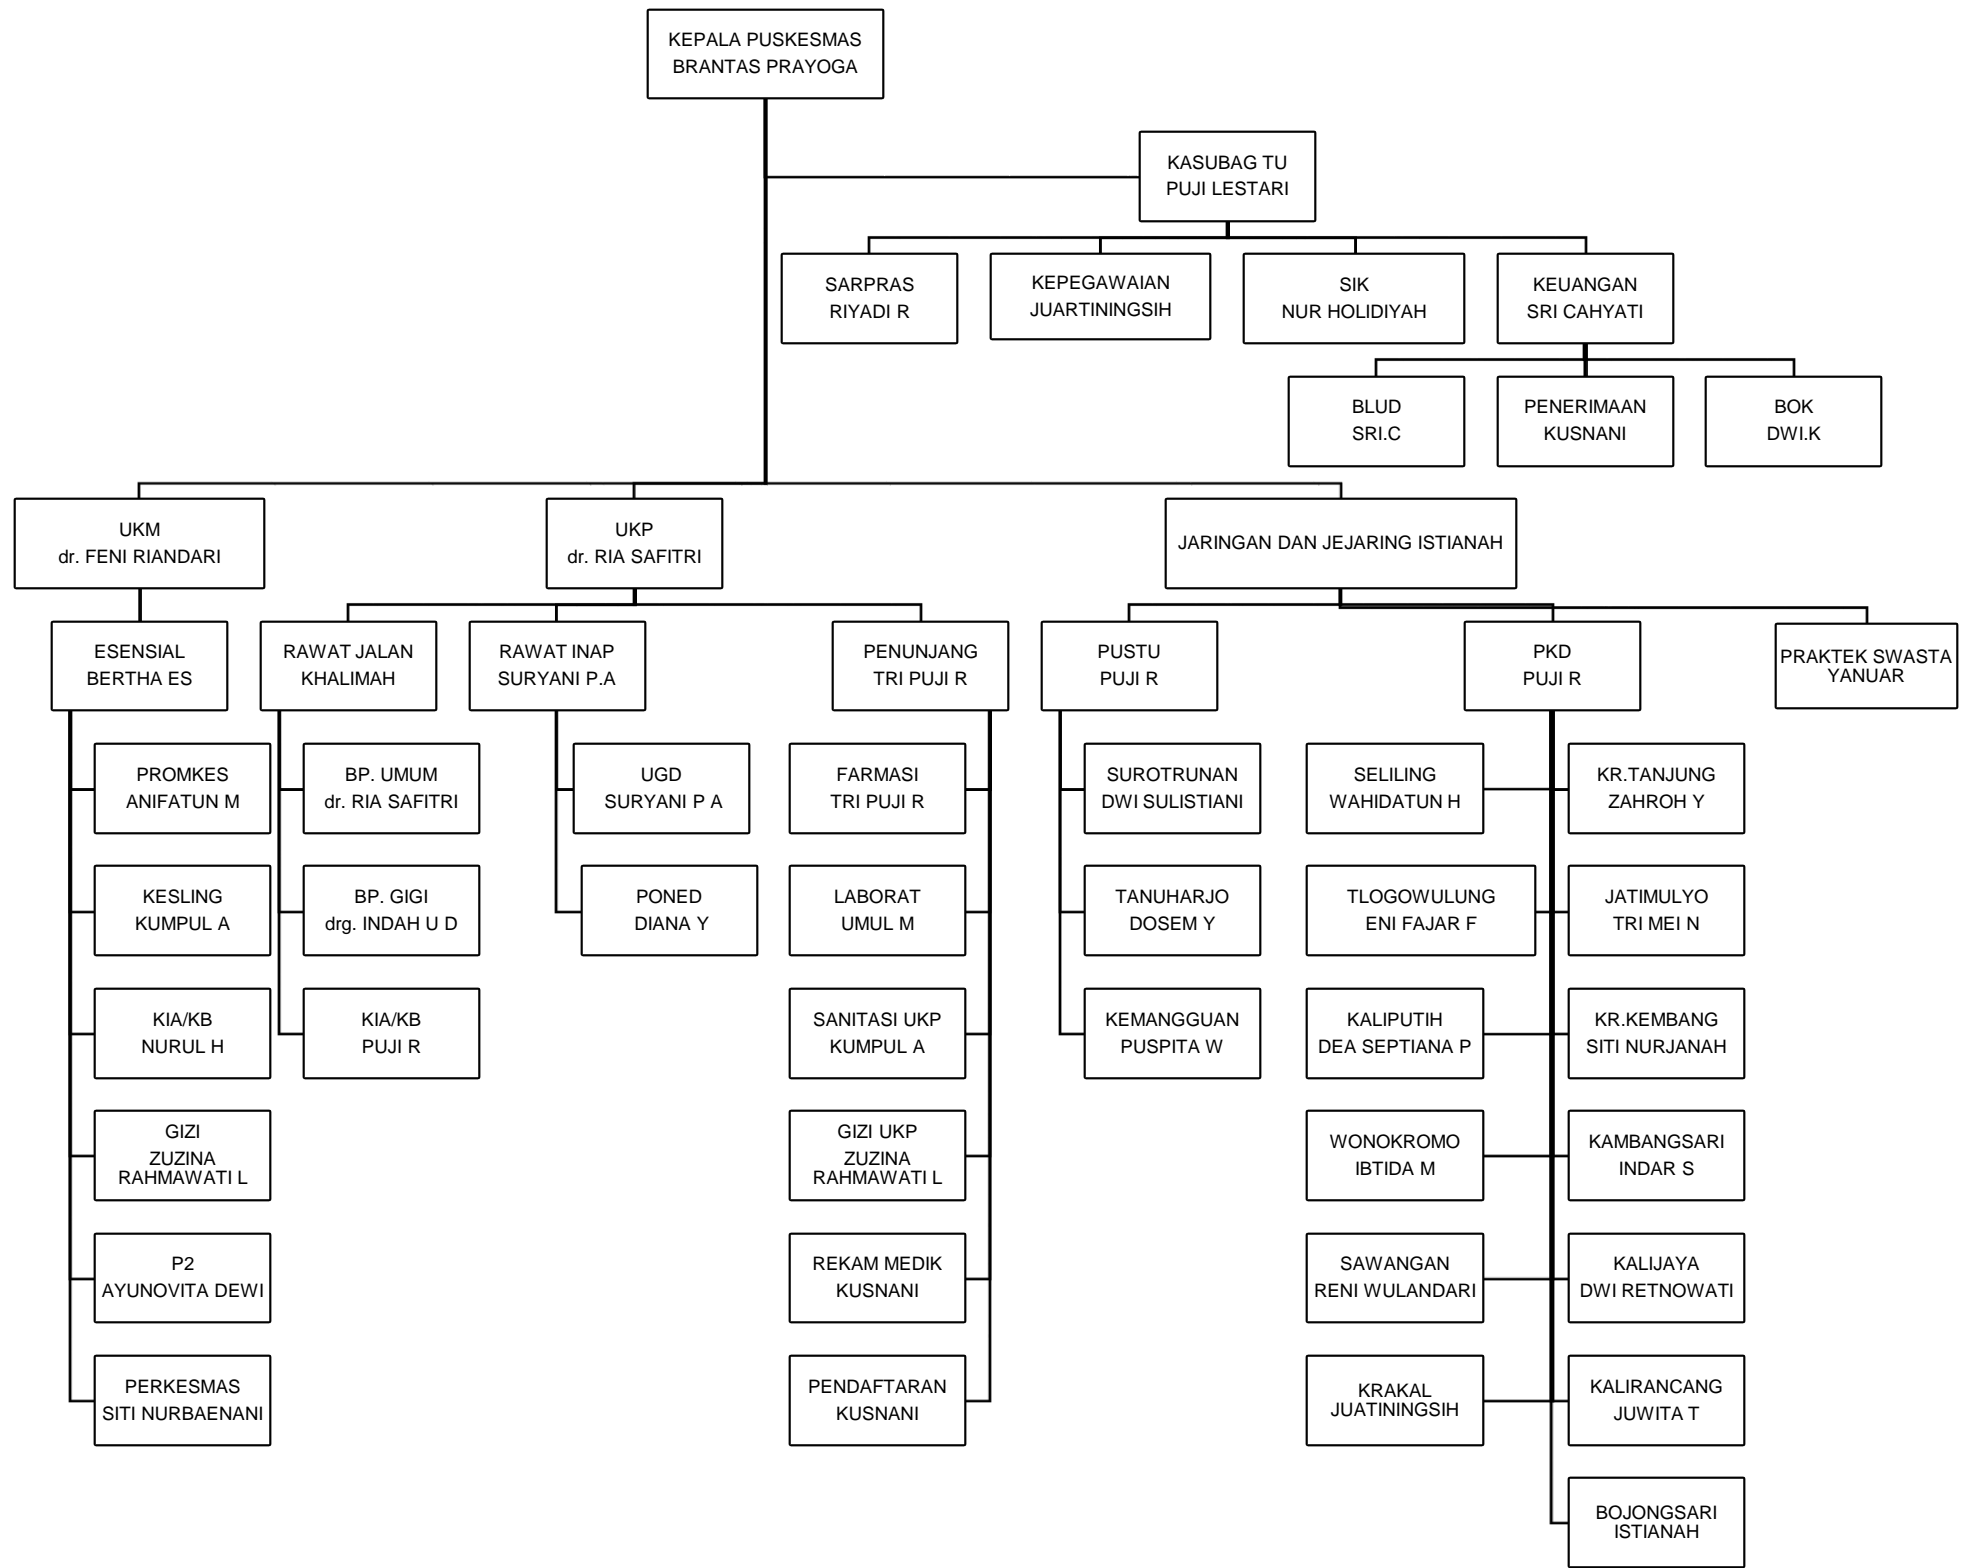 KEPALA PUSKESMAS
BRANTAS PRAYOGA
KASUBAG TU
PUJI LESTARI
SARPRAS
RIYADI R
KEPEGAWAIAN
JUARTININGSIH
SIK
NUR HOLIDIYAH
KEUANGAN
SRI CAHYATI
BLUD
SRI.C
PENERIMAAN
KUSNANI
BOK
DWI.K
UKM
dr. FENI RIANDARI
UKP
dr. RIA SAFITRI
JARINGAN DAN JEJARING ISTIANAH
ESENSIAL
BERTHA ES
RAWAT JALAN
KHALIMAH
RAWAT INAP
SURYANI P.A
PENUNJANG
TRI PUJI R
PUSTU
PUJI R
PKD
PUJI R
PRAKTEK SWASTA
YANUAR
PROMKES
ANIFATUN M
BP. UMUM
dr. RIA SAFITRI
UGD
SURYANI P A
FARMASI
TRI PUJI R
SUROTRUNAN
DWI SULISTIANI
SELILING
WAHIDATUN H
KR.TANJUNG
ZAHROH Y
KESLING
KUMPUL A
BP. GIGI
drg. INDAH U D
PONED
DIANA Y
LABORAT
UMUL M
TANUHARJO
DOSEM Y
TLOGOWULUNG
ENI FAJAR F
JATIMULYO
TRI MEI N
KIA/KB
NURUL H
KIA/KB
PUJI R
SANITASI UKP
KUMPUL A
KEMANGGUAN
PUSPITA W
KALIPUTIH
DEA SEPTIANA P
KR.KEMBANG
SITI NURJANAH
GIZI
ZUZINA
RAHMAWATI L
GIZI UKP
ZUZINA
RAHMAWATI L
WONOKROMO
IBTIDA M
KAMBANGSARI
INDAR S
P2
AYUNOVITA DEWI
REKAM MEDIK
KUSNANI
SAWANGAN
RENI WULANDARI
KALIJAYA
DWI RETNOWATI
PERKESMAS
SITI NURBAENANI
PENDAFTARAN
KUSNANI
KRAKAL
JUATININGSIH
KALIRANCANG
JUWITA T
BOJONGSARI
ISTIANAH